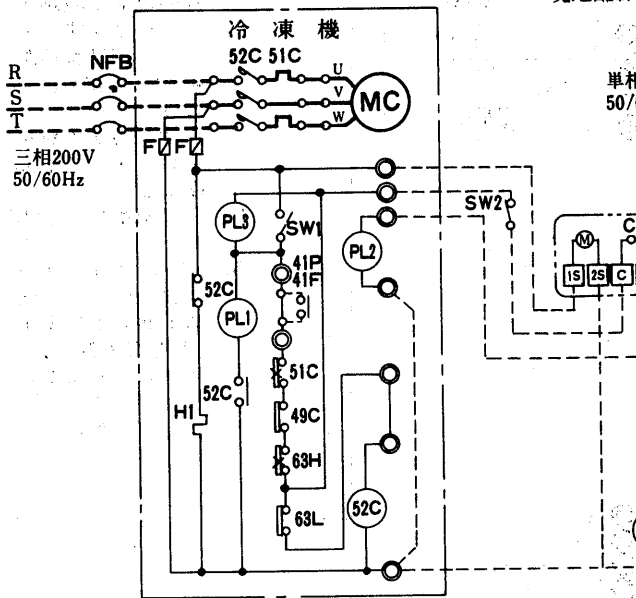 冷凍機
52C 51C
NFB
R
S
T
U
V
W
MC
F F
三相200V
50/60Hz
単相
50/
SW2
PL3
SW1
PL2
41P
41F
52C
PL1
51C
52C
49C
H1
63H
63L
52C
M
1S 2S C
C